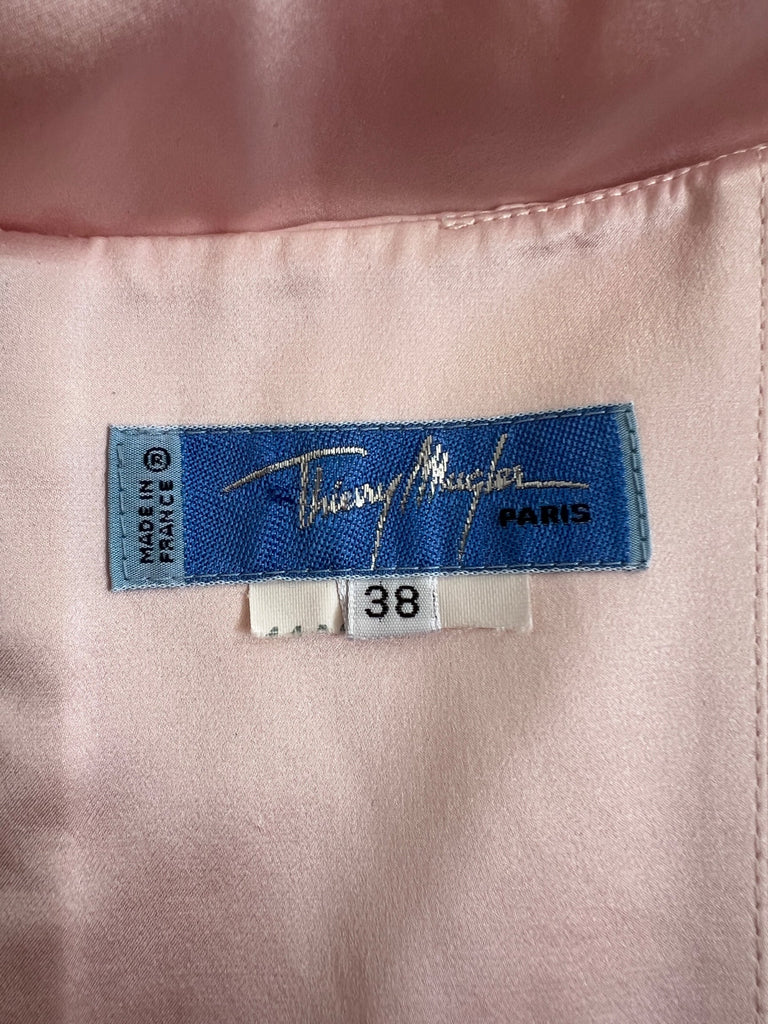 MADE IN ®
FRANCE
Thierry Mugler
PARIS
38